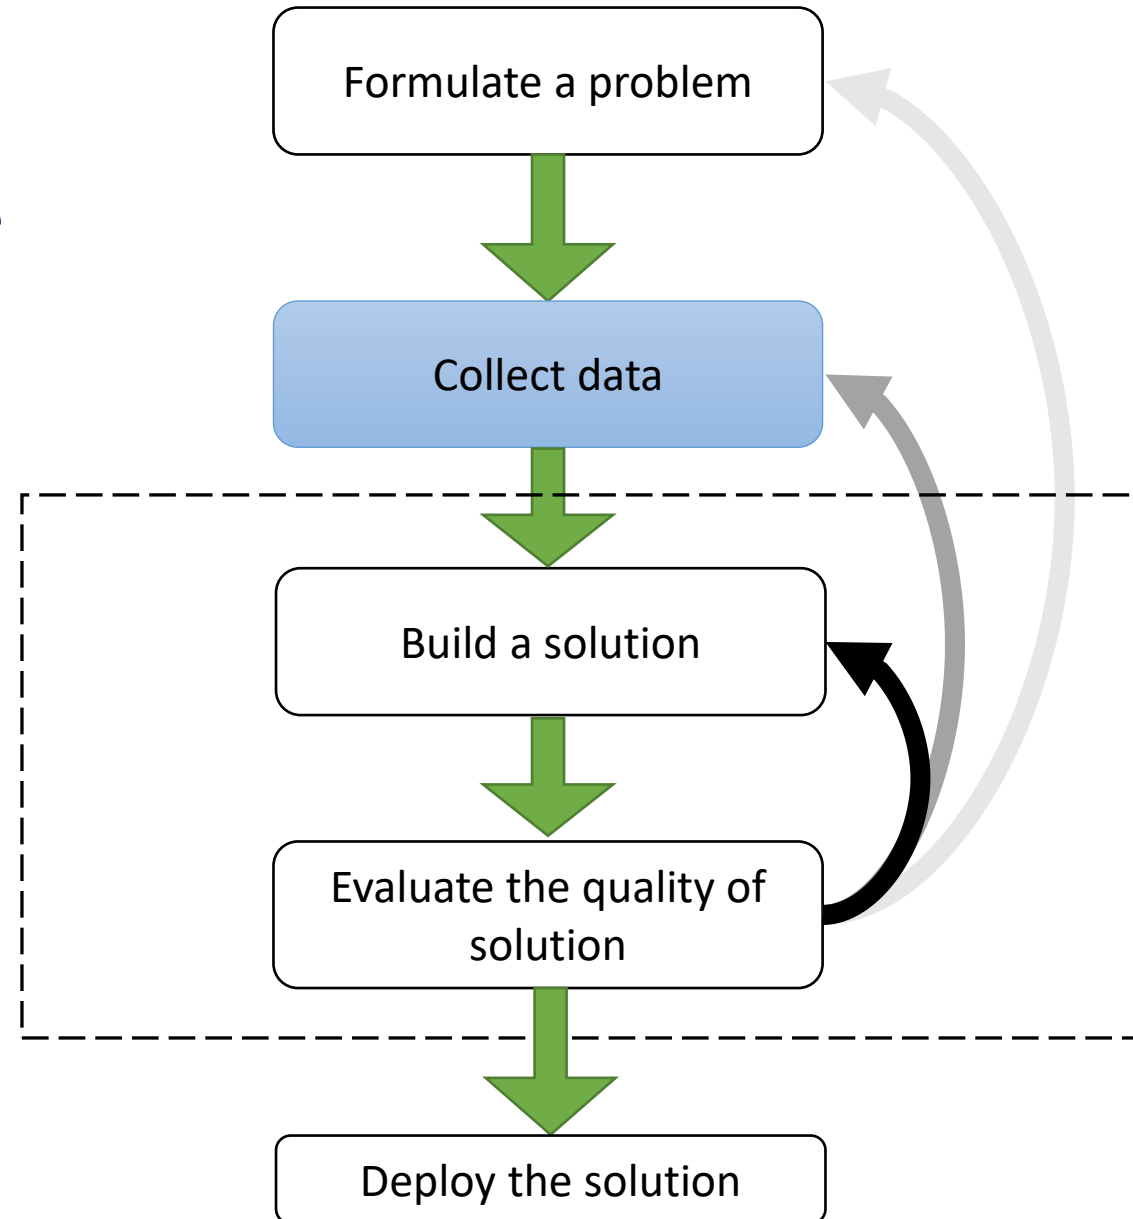 Formulate a problem
Collect data
Build a solution
Evaluate the quality of
solution
Deploy the solution